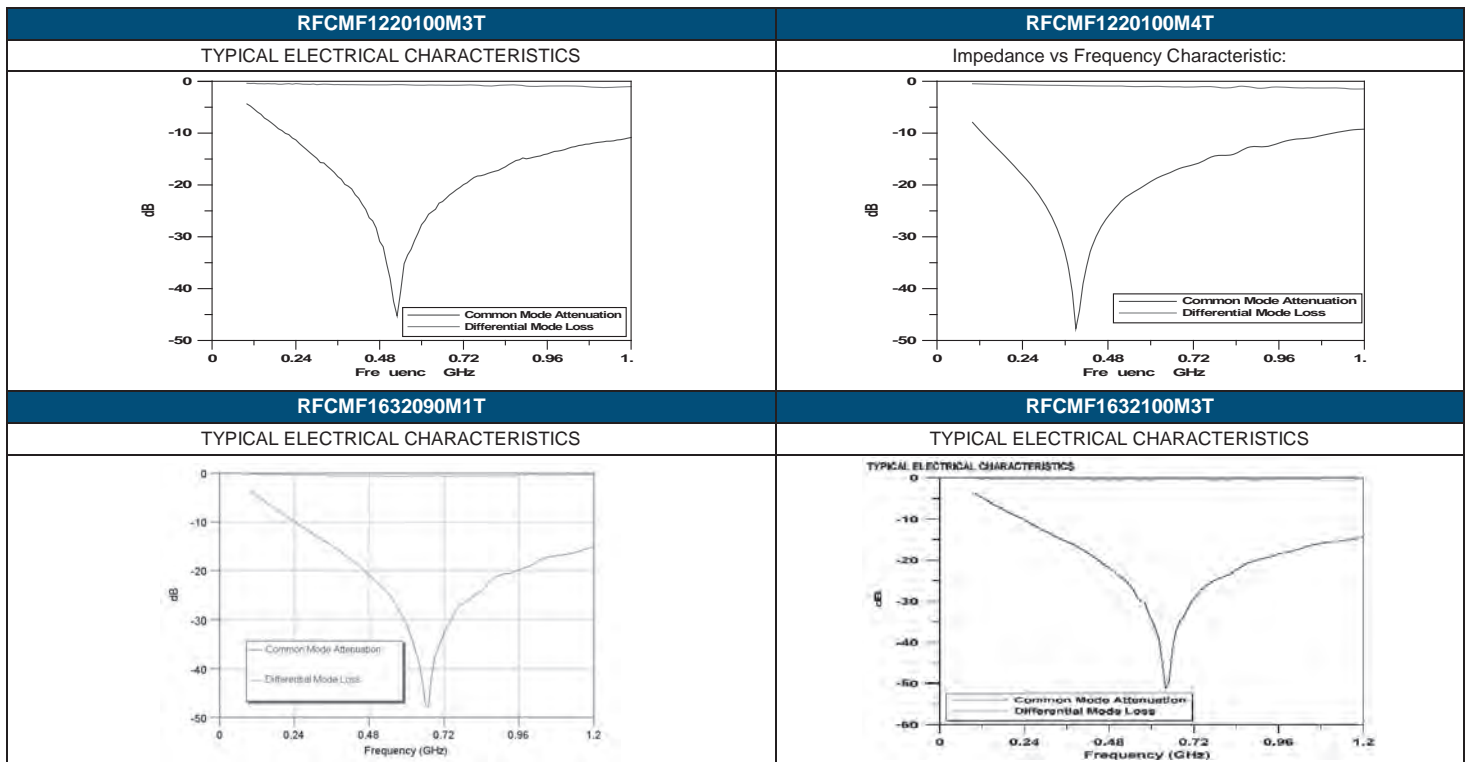 RFCMF1220100M3T
RFCMF1220100M4T
TYPICAL ELECTRICAL CHARACTERISTICS
Impedance vs Frequency Characteristic:
0
-10
-20
-30
-40
-50
dB
Common Mode Attenuation
Differential Mode Loss
0 0.24 0.48 0.72 0.96 1.
Fre uenc GHz
0
-10
-20
-30
-40
-50
dB
Common Mode Attenuation
Differential Mode Loss
0 0.24 0.48 0.72 0.96 1.
Fre uenc GHz
RFCMF1632090M1T
RFCMF1632100M3T
TYPICAL ELECTRICAL CHARACTERISTICS
TYPICAL ELECTRICAL CHARACTERISTICS
0
-10
-20
-30
-40
-50
dB
Common Mode Attenuation
Differential Mode Loss
0 0.24 0.48 0.72 0.96 1.2
Frequency (GHz)
TYPICAL ELECTRICAL CHARACTERISTICS
0
-10
-20
-30
-40
-50
-60
dB
Common Mode Attenuation
Differential Mode Loss
0 0.24 0.48 0.72 0.96 1.2
Frequency (GHz)